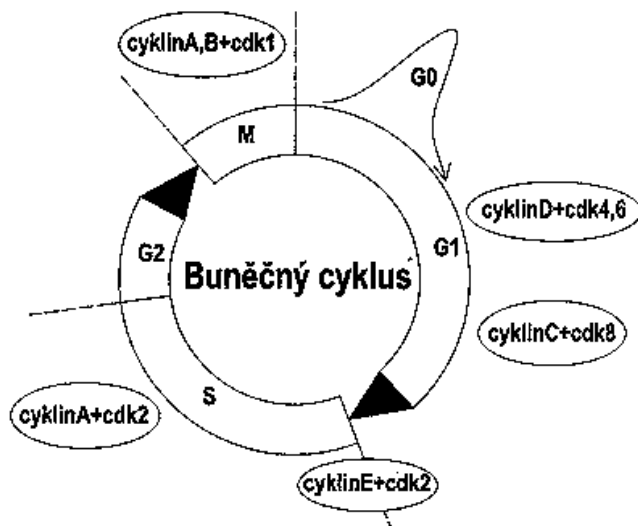 cyklinA,B+cdk1
G0
M
cyklinD+cdk4,6
G1
G2
Buněčný cyklus
cyklinC+cdk8
S
cyklinA+cdk2
cyklinE+cdk2